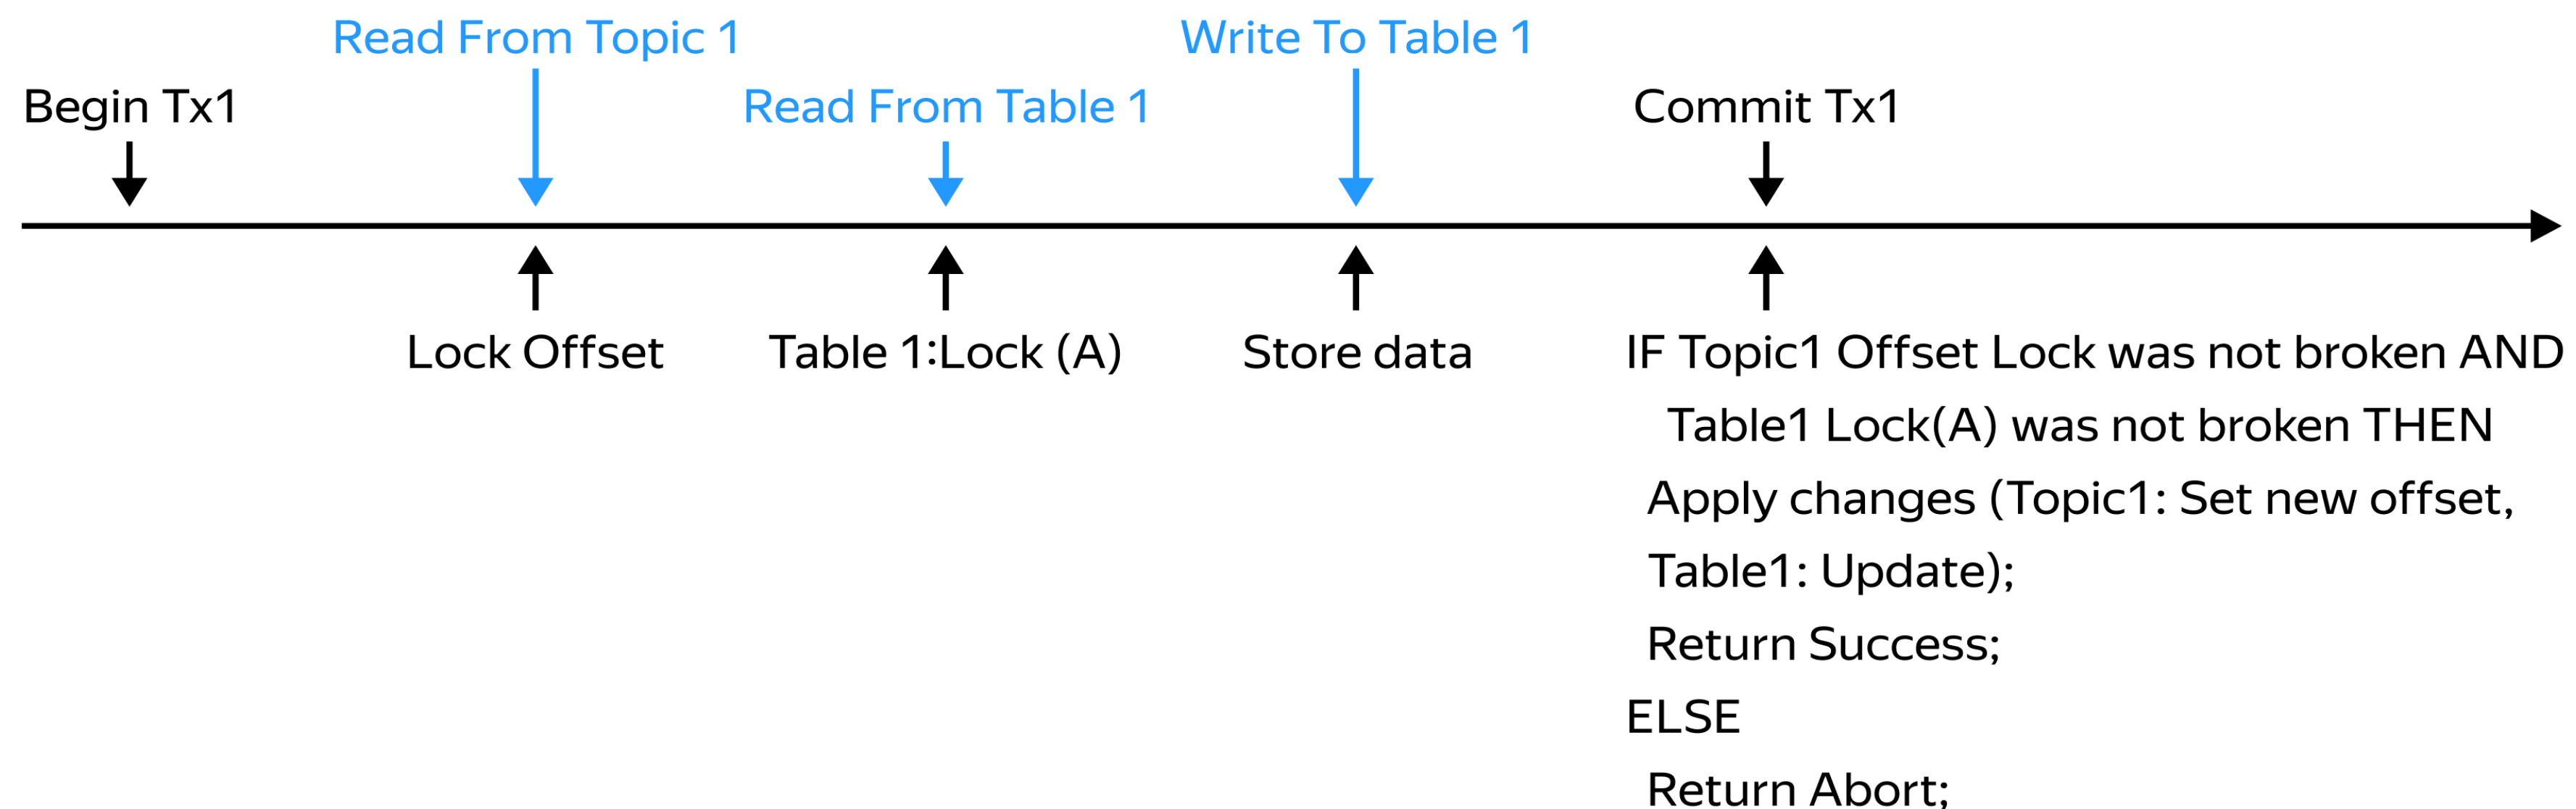 Read From Topic 1
Write To Table 1
Begin Tx1
Read From Table 1
Commit Tx1
Lock Offset
Table 1:Lock (A)
Store data
IF Topic1 Offset Lock was not broken AND
Table1 Lock(A) was not broken THEN
Apply changes (Topic1: Set new offset,
Table1: Update);
Return Success;
ELSE
Return Abort;